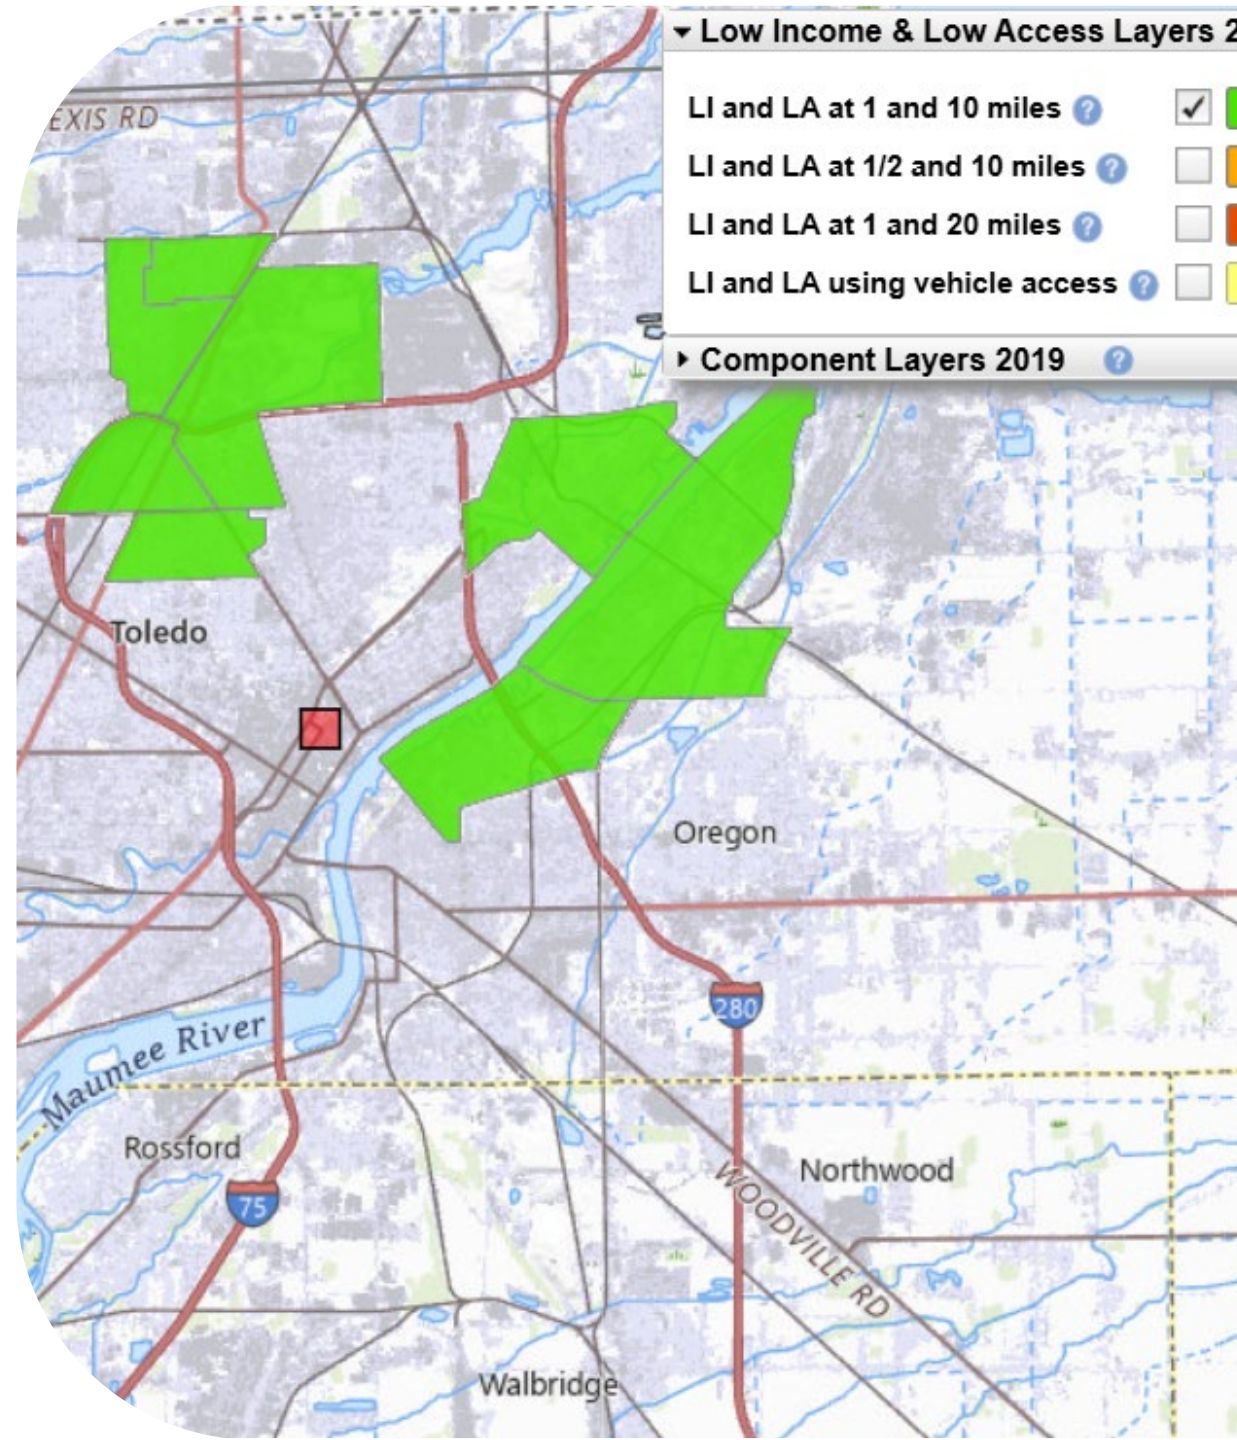 Low Income & Low Access Layers 2
LI and LA at 1 and 10 miles ?
LI and LA at 1/2 and 10 miles ?
LI and LA at 1 and 20 miles ?
LI and LA using vehicle access ?
Component Layers 2019 ?
EXIS RD
Toledo
Oregon
280
Maumee River
Rossford
75
Northwood
WOODVILLE RD
Walbridge